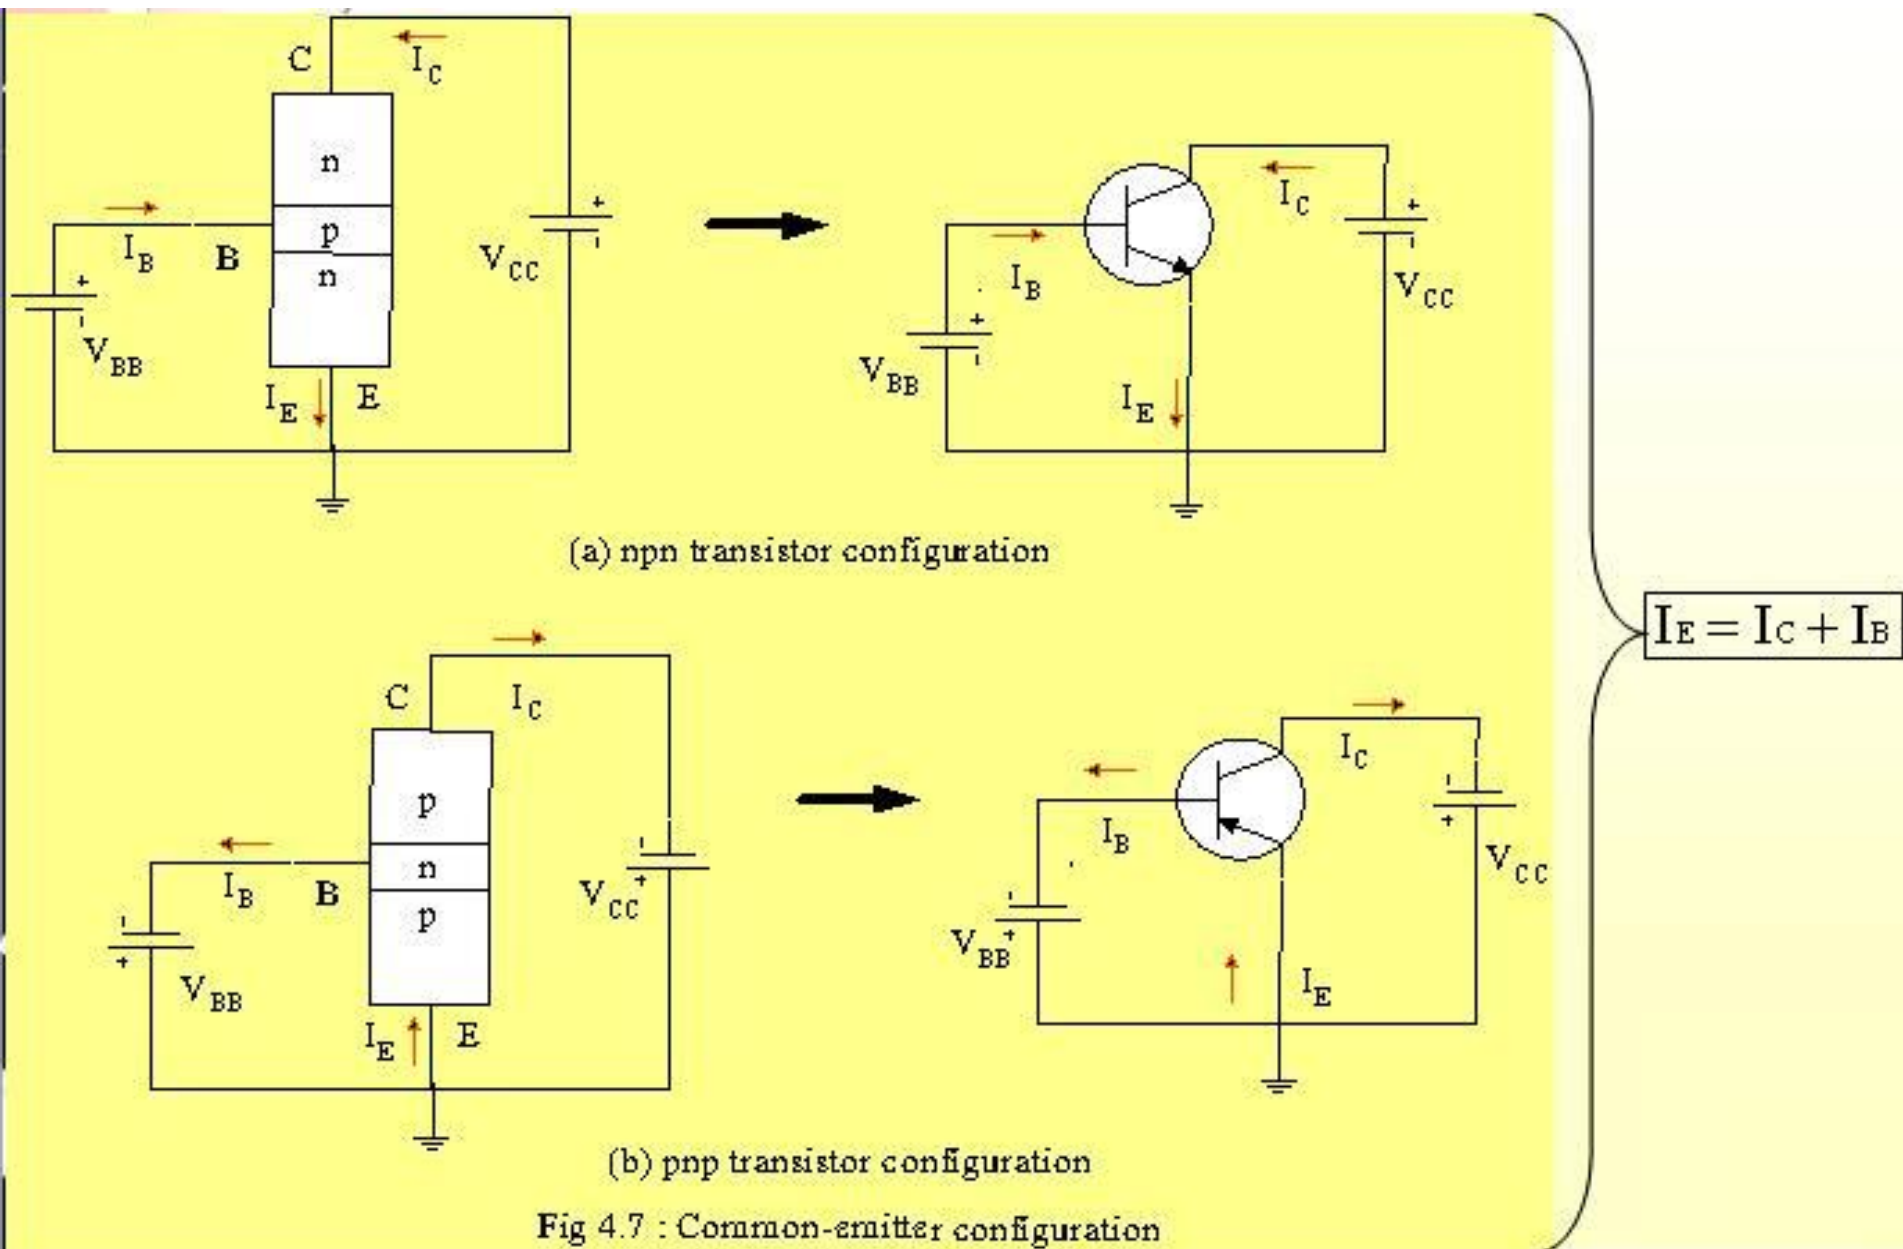 C
I_C
n
p
n
I_B
B
+
-
V_BB
+
-
V_CC
I_E
E
I_C
I_B
+
-
V_BB
+
-
V_CC
I_E
(a) npn transistor configuration
C
I_C
p
n
p
I_B
B
-
+
V_BB
-
+
V_CC
I_E
E
I_C
I_B
-
+
V_BB
-
+
V_CC
I_E
(b) pnp transistor configuration
Fig 4.7 : Common-emitter configuration
I_E = I_C + I_B